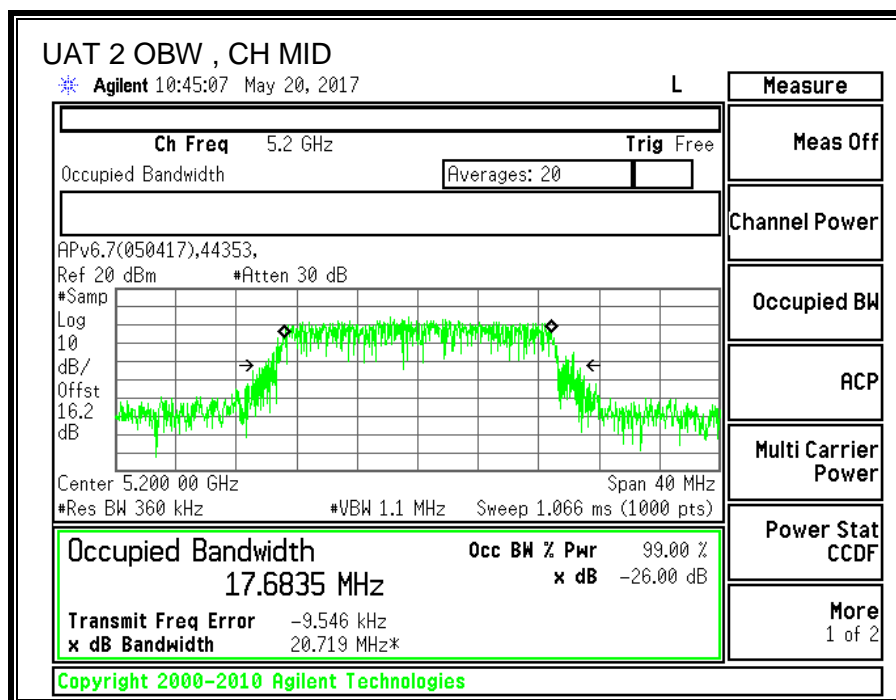 UAT 2 OBW , CH MID
Agilent 10:45:07 May 20, 2017 L
Measure
Ch Freq 5.2 GHz Trig Free
Meas Off
Occupied Bandwidth Averages: 20
Channel Power
APv6.7(050417),44353,
Ref 20 dBm #Atten 30 dB
#Samp
Log
10
dB/
Offst
16.2
dB
Occupied BW
ACP
Multi Carrier
Power
Center 5.200 00 GHz Span 40 MHz
#Res BW 360 kHz #VBW 1.1 MHz Sweep 1.066 ms (1000 pts)
Power Stat
CCDF
Occupied Bandwidth Occ BW % Pwr 99.00 %
17.6835 MHz x dB -26.00 dB
Transmit Freq Error -9.546 kHz
x dB Bandwidth 20.719 MHz*
More
1 of 2
Copyright 2000-2010 Agilent Technologies